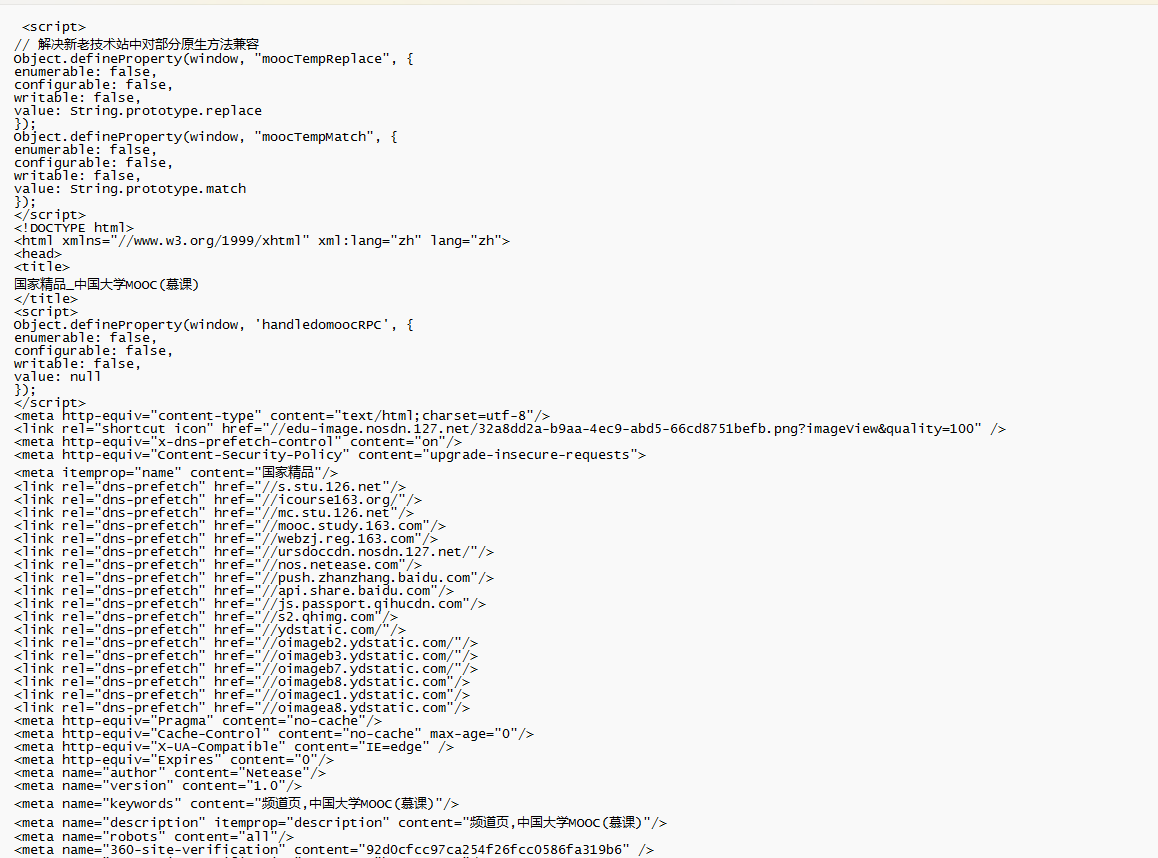 <script>
// 解决新老技术站中对部分原生方法兼容
Object.defineProperty(window, "moocTempReplace", {
enumerable: false,
configurable: false,
writable: false,
value: String.prototype.replace
});
Object.defineProperty(window, "moocTempMatch", {
enumerable: false,
configurable: false,
writable: false,
value: String.prototype.match
});
</script>
<!DOCTYPE html>
<html xmlns="//www.w3.org/1999/xhtml" xml:lang="zh" lang="zh">
<head>
<title>
国家精品_中国大学MOOC(慕课)
</title>
<script>
Object.defineProperty(window, 'handledomoocRPC', {
enumerable: false,
configurable: false,
writable: false,
value: null
});
</script>
<meta http-equiv="content-type" content="text/html;charset=utf-8"/>
<link rel="shortcut icon" href="//edu-image.nosdn.127.net/32a8dd2a-b9aa-4ec9-abd5-66cd8751befb.png?imageView&quality=100" />
<meta http-equiv="x-dns-prefetch-control" content="on"/>
<meta http-equiv="Content-Security-Policy" content="upgrade-insecure-requests">
<meta itemprop="name" content="国家精品"/>
<link rel="dns-prefetch" href="//s.stu.126.net"/>
<link rel="dns-prefetch" href="//icourse163.org/"/>
<link rel="dns-prefetch" href="//mc.stu.126.net"/>
<link rel="dns-prefetch" href="//mooc.study.163.com"/>
<link rel="dns-prefetch" href="//webzj.reg.163.com"/>
<link rel="dns-prefetch" href="//ursdoccdn.nosdn.127.net/"/>
<link rel="dns-prefetch" href="//nos.netease.com"/>
<link rel="dns-prefetch" href="//push.zhanzhang.baidu.com"/>
<link rel="dns-prefetch" href="//api.share.baidu.com"/>
<link rel="dns-prefetch" href="//js.passport.qihucdn.com"/>
<link rel="dns-prefetch" href="//s2.qhimg.com"/>
<link rel="dns-prefetch" href="//ydstatic.com/"/>
<link rel="dns-prefetch" href="//oimageb2.ydstatic.com/"/>
<link rel="dns-prefetch" href="//oimageb3.ydstatic.com/"/>
<link rel="dns-prefetch" href="//oimageb7.ydstatic.com/"/>
<link rel="dns-prefetch" href="//oimageb8.ydstatic.com"/>
<link rel="dns-prefetch" href="//oimagec1.ydstatic.com"/>
<link rel="dns-prefetch" href="//oimagea8.ydstatic.com"/>
<meta http-equiv="Pragma" content="no-cache"/>
<meta http-equiv="Cache-Control" content="no-cache" max-age="0"/>
<meta http-equiv="X-UA-Compatible" content="IE=edge" />
<meta http-equiv="Expires" content="0"/>
<meta name="author" content="Netease"/>
<meta name="version" content="1.0"/>
<meta name="keywords" content="频道页,中国大学MOOC(慕课)"/>
<meta name="description" itemprop="description" content="频道页,中国大学MOOC(慕课)"/>
<meta name="robots" content="all"/>
<meta name="360-site-verification" content="92d0cfcc97ca254f26fcc0586fa319b6" />